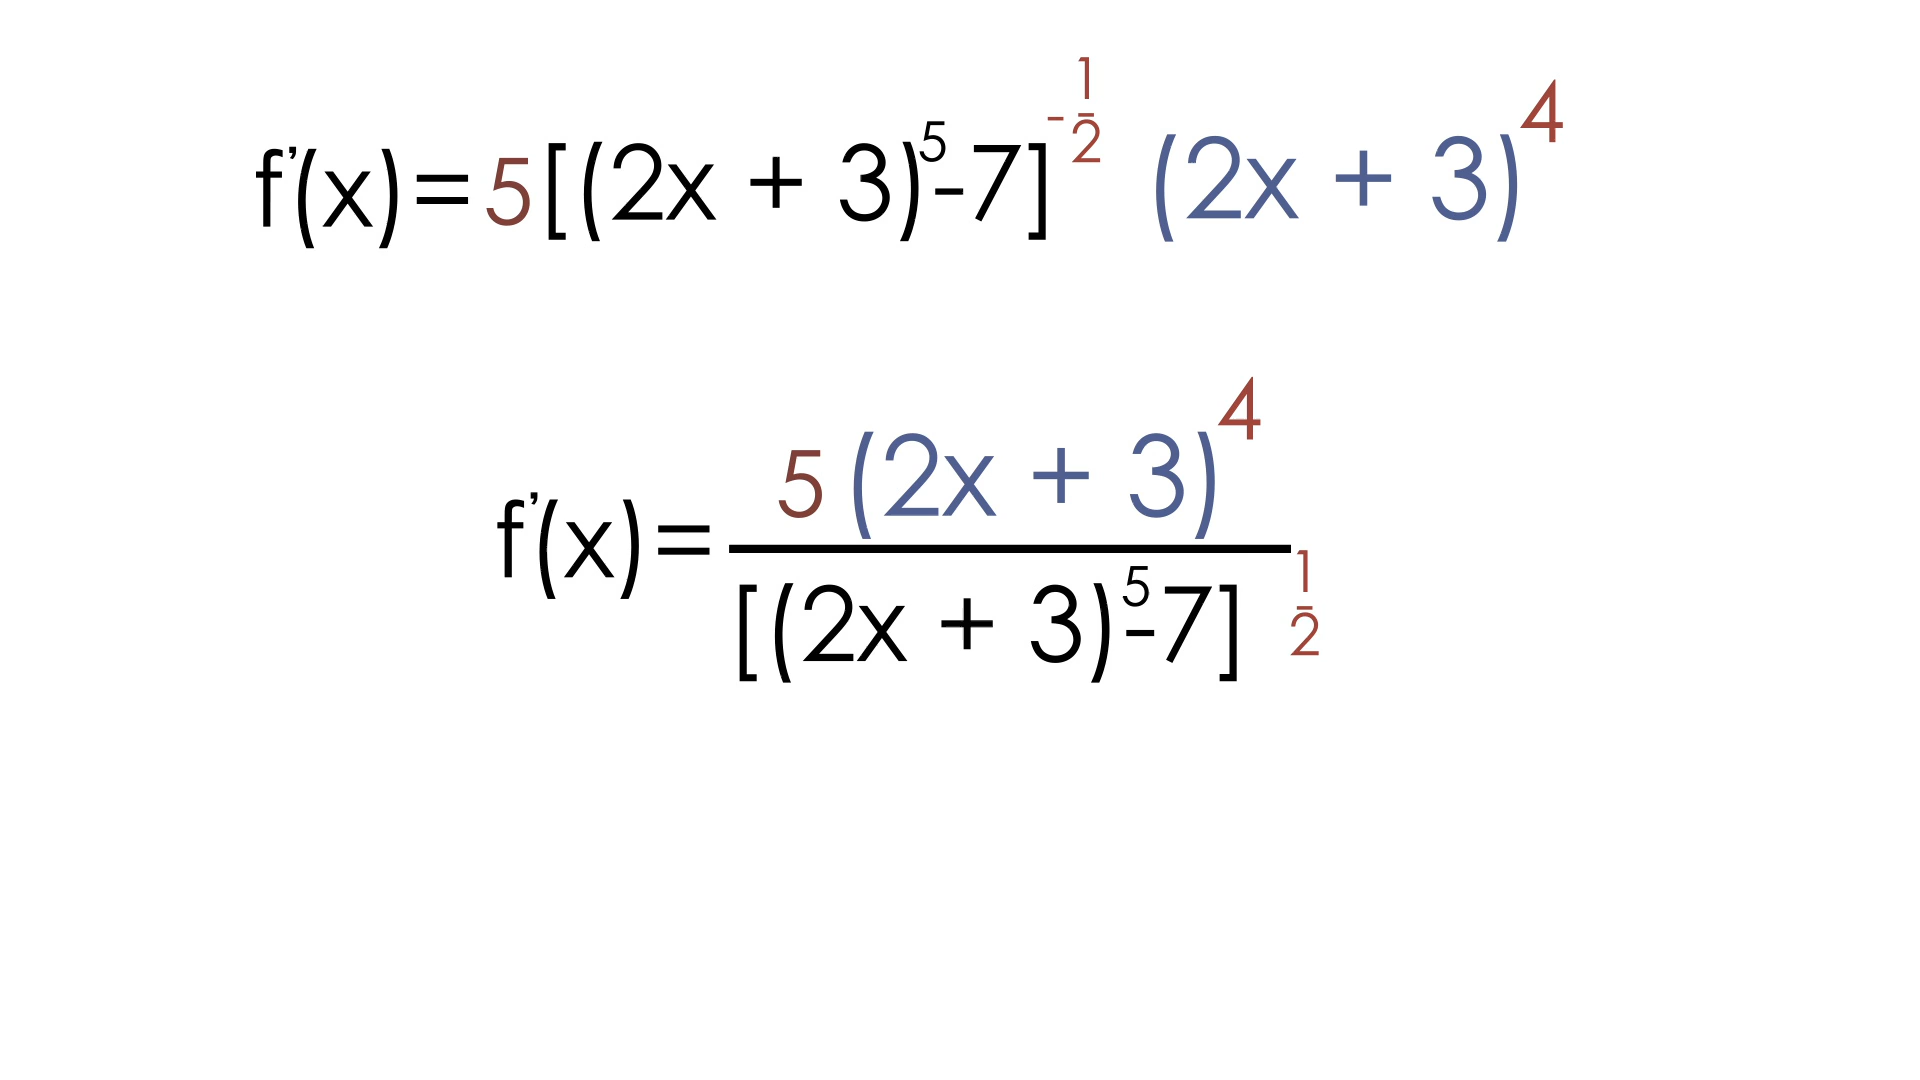 f’(x) = 5 [(2x + 3)⁵-7]^(-1/2) (2x + 3)⁴
f’(x) = 5 (2x + 3)⁴
[(2x + 3)⁵-7]^(1/2)